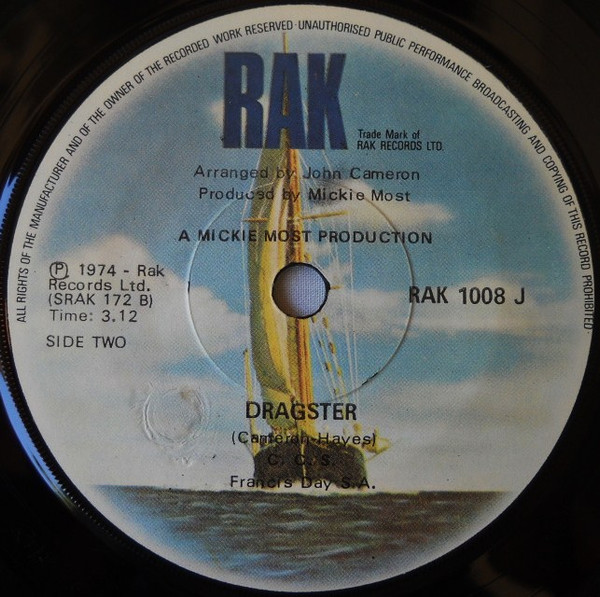 ALL RIGHTS OF THE MANUFACTURER AND OF THE OWNER OF THE RECORDED WORK RESERVED · UNAUTHORISED PUBLIC PERFORMANCE BROADCASTING AND COPYING OF THIS RECORD PROHIBITED
RAK
Trade Mark of
RAK RECORDS LTD.
Arranged by John Cameron
Produced by Mickie Most
A MICKIE MOST PRODUCTION
Ⓟ 1974 - Rak
Records Ltd.
(SRAK 172 B)
Time: 3.12
SIDE TWO
RAK 1008 J
DRAGSTER
(Cameron-Hayes)
C. C. S.
Francis Day S.A.